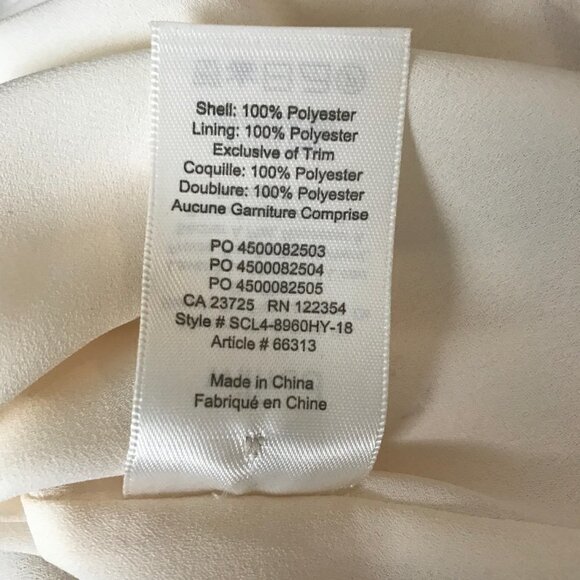 Shell: 100% Polyester
Lining: 100% Polyester
Exclusive of Trim
Coquille: 100% Polyester
Doublure: 100% Polyester
Aucune Garniture Comprise
PO 4500082503
PO 4500082504
PO 4500082505
CA 23725 RN 122354
Style # SCL4-8960HY-18
Article # 66313
Made in China
Fabriqué en Chine